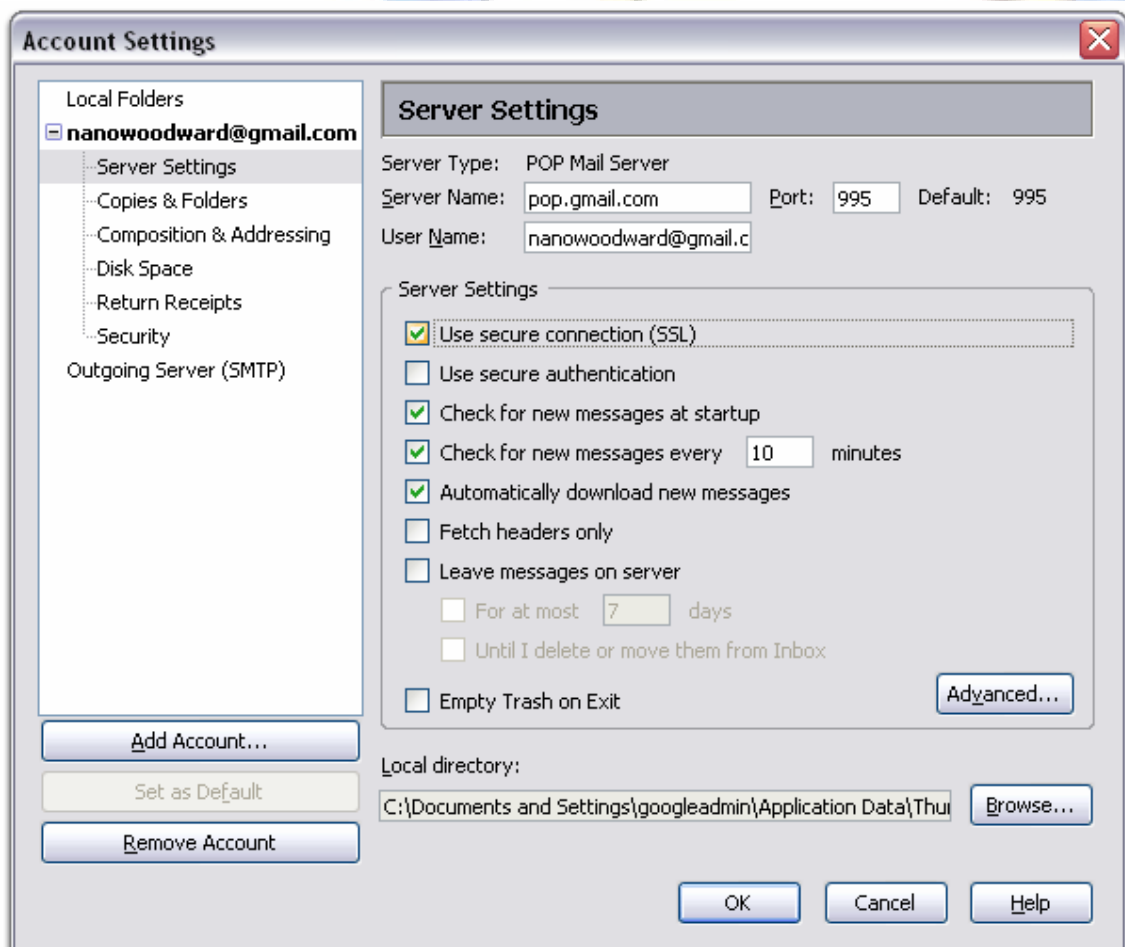 Account Settings
Local Folders
nanowoodward@gmail.com
Server Settings
Copies & Folders
Composition & Addressing
Disk Space
Return Receipts
Security
Outgoing Server (SMTP)
Add Account...
Set as Default
Remove Account
Server Settings
Server Type: POP Mail Server
Server Name: pop.gmail.com Port: 995 Default: 995
User Name: nanowoodward@gmail.c
Server Settings
Use secure connection (SSL)
Use secure authentication
Check for new messages at startup
Check for new messages every 10 minutes
Automatically download new messages
Fetch headers only
Leave messages on server
For at most 7 days
Until I delete or move them from Inbox
Empty Trash on Exit
Advanced...
Local directory:
C:\Documents and Settings\googleadmin\Application Data\Thu Browse...
OK Cancel Help